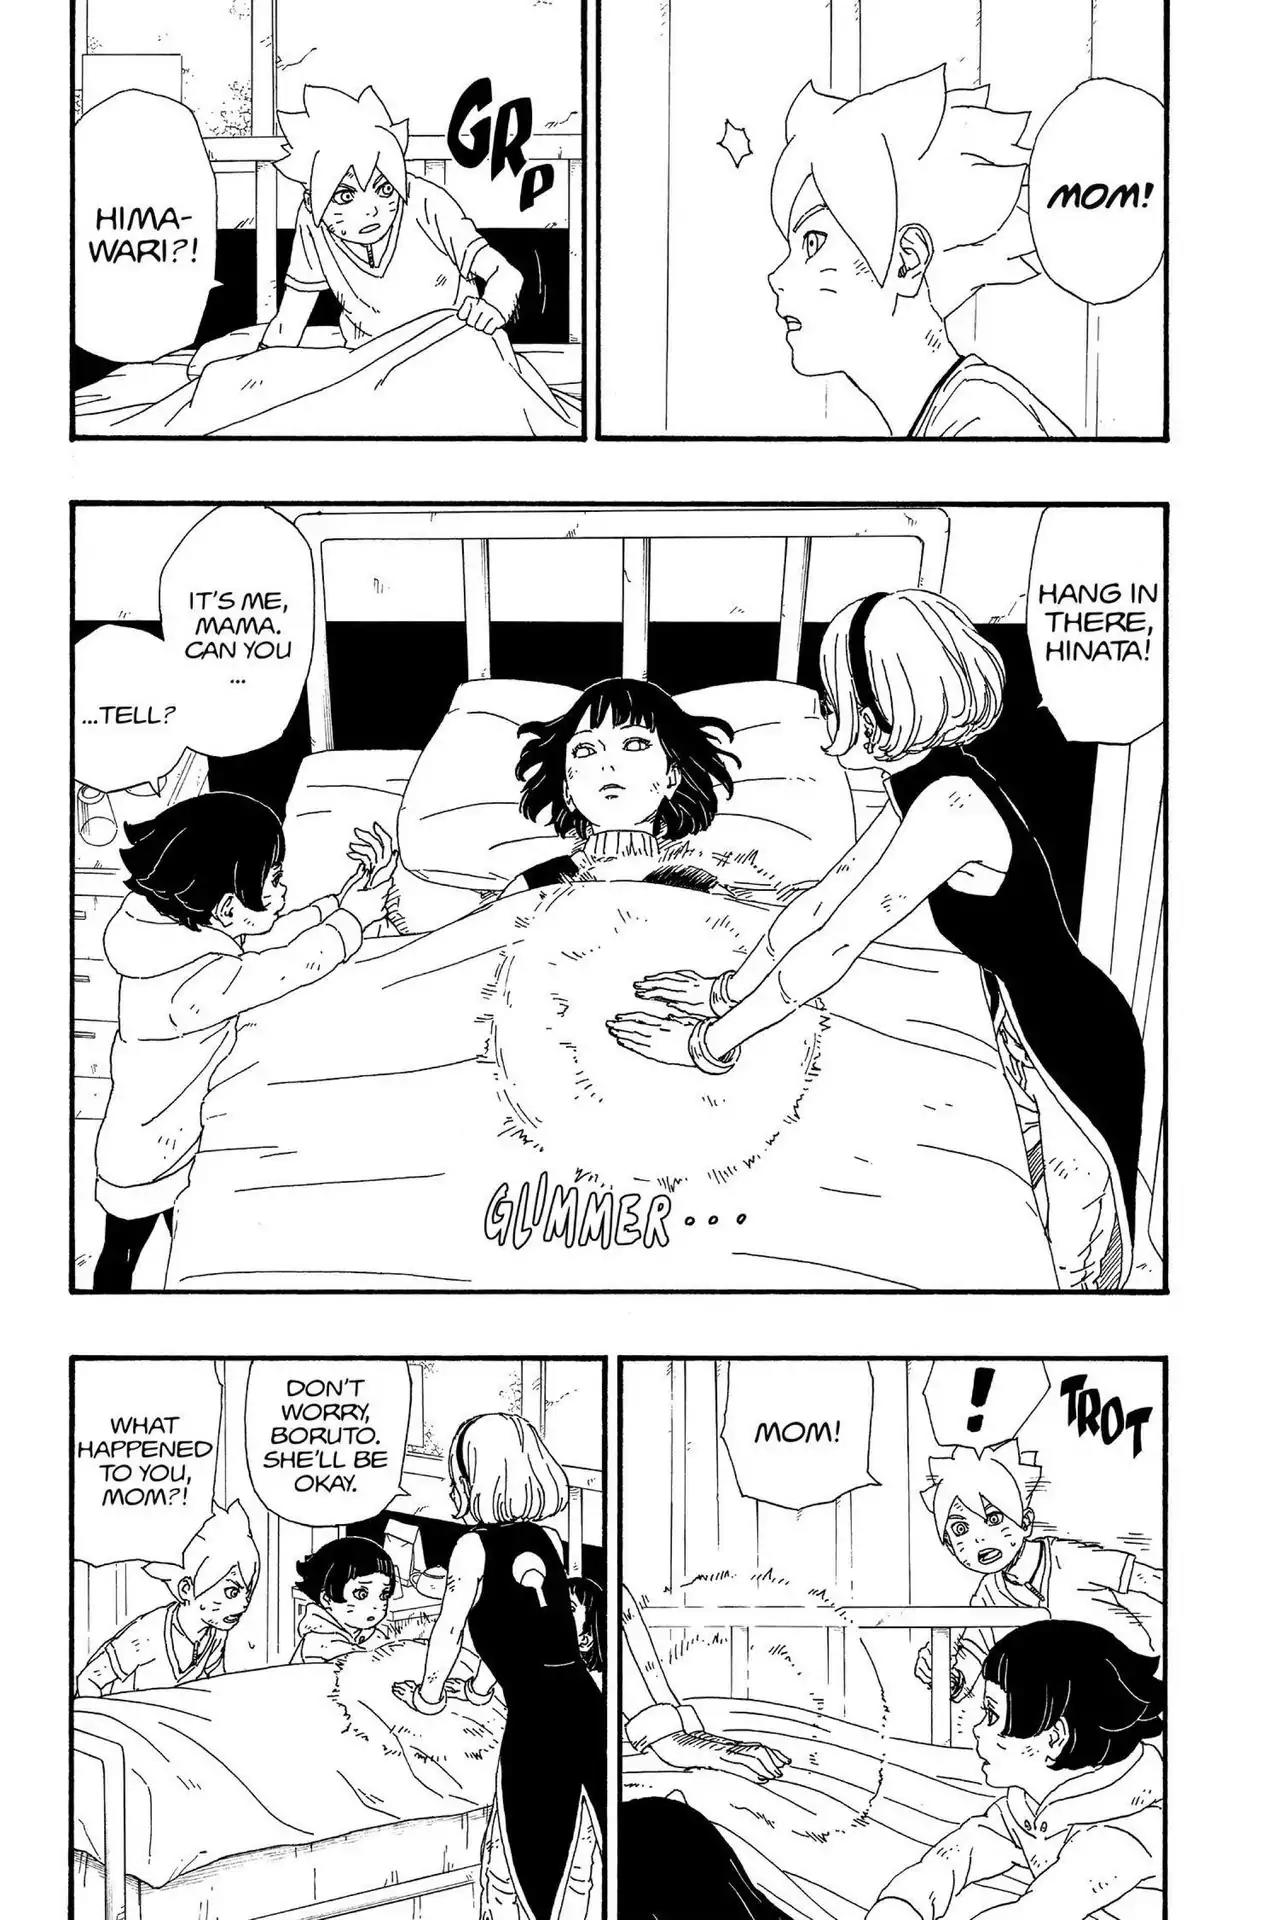 MOM!
GRP
HIMA-
WARI?!
HANG IN
THERE,
HINATA!
IT'S ME,
MAMA.
CAN YOU
...
...TELL?
GLIMMER...
TROT
!
MOM!
DON'T
WORRY,
BORUTO.
SHE'LL BE
OKAY.
WHAT
HAPPENED
TO YOU,
MOM?!